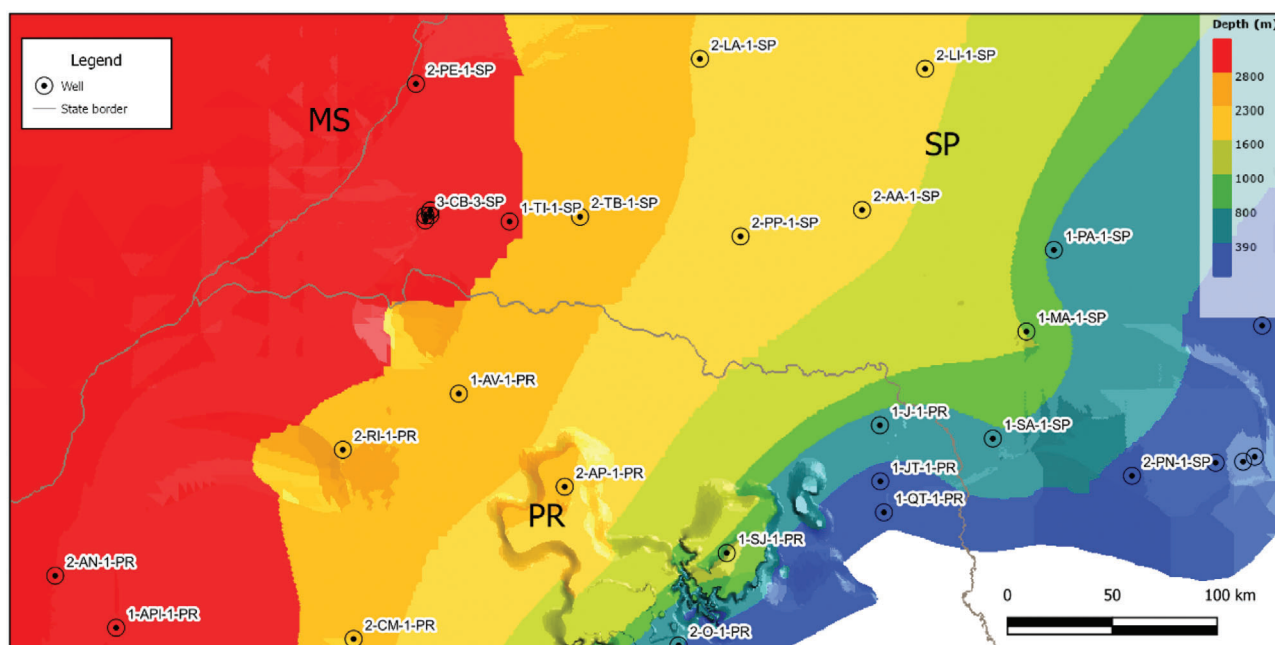 Legend
Well
State border
Depth (m)
2800
2300
1600
1000
800
390
MS
SP
PR
2-PE-1-SP
2-LA-1-SP
2-LI-1-SP
3-CB-3-SP
1-TI-1-SP
2-TB-1-SP
2-PP-1-SP
2-AA-1-SP
1-PA-1-SP
1-MA-1-SP
1-AV-1-PR
2-RI-1-PR
2-AP-1-PR
1-J-1-PR
1-SA-1-SP
1-JT-1-PR
2-PN-1-SP
1-QT-1-PR
1-SJ-1-PR
2-AN-1-PR
1-API-1-PR
2-CM-1-PR
2-O-1-PR
0 50 100 km